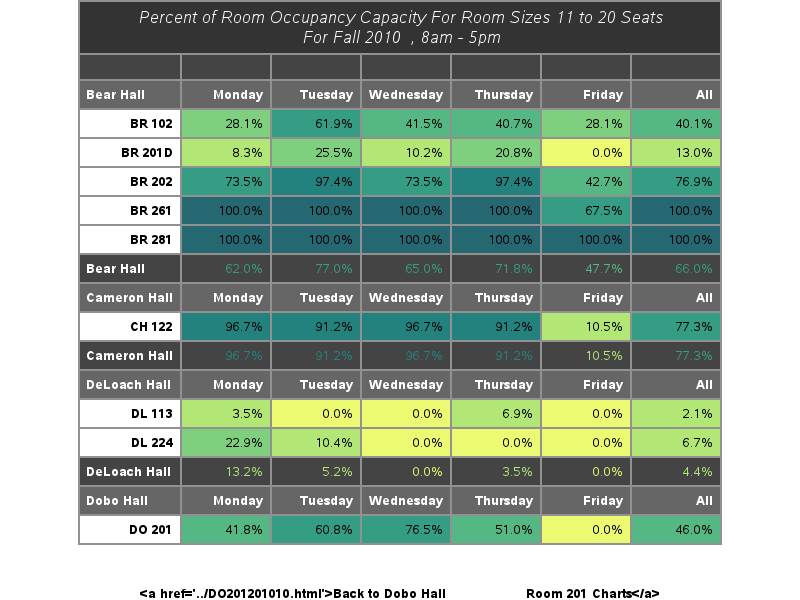 Percent of Room Occupancy Capacity For Room Sizes 11 to 20 Seats
For Fall 2010 , 8am - 5pm
Bear Hall Monday Tuesday Wednesday Thursday Friday All
BR 102 28.1% 61.9% 41.5% 40.7% 28.1% 40.1%
BR 201D 8.3% 25.5% 10.2% 20.8% 0.0% 13.0%
BR 202 73.5% 97.4% 73.5% 97.4% 42.7% 76.9%
BR 261 100.0% 100.0% 100.0% 100.0% 67.5% 100.0%
BR 281 100.0% 100.0% 100.0% 100.0% 100.0% 100.0%
Bear Hall 62.0% 77.0% 65.0% 71.8% 47.7% 66.0%
Cameron Hall Monday Tuesday Wednesday Thursday Friday All
CH 122 96.7% 91.2% 96.7% 91.2% 10.5% 77.3%
Cameron Hall 96.7% 91.2% 96.7% 91.2% 10.5% 77.3%
DeLoach Hall Monday Tuesday Wednesday Thursday Friday All
DL 113 3.5% 0.0% 0.0% 6.9% 0.0% 2.1%
DL 224 22.9% 10.4% 0.0% 0.0% 0.0% 6.7%
DeLoach Hall 13.2% 5.2% 0.0% 3.5% 0.0% 4.4%
Dobo Hall Monday Tuesday Wednesday Thursday Friday All
DO 201 41.8% 60.8% 76.5% 51.0% 0.0% 46.0%
&lt;a href='../DO201201010.html'&gt;Back to Dobo Hall Room 201 Charts&lt;/a&gt;